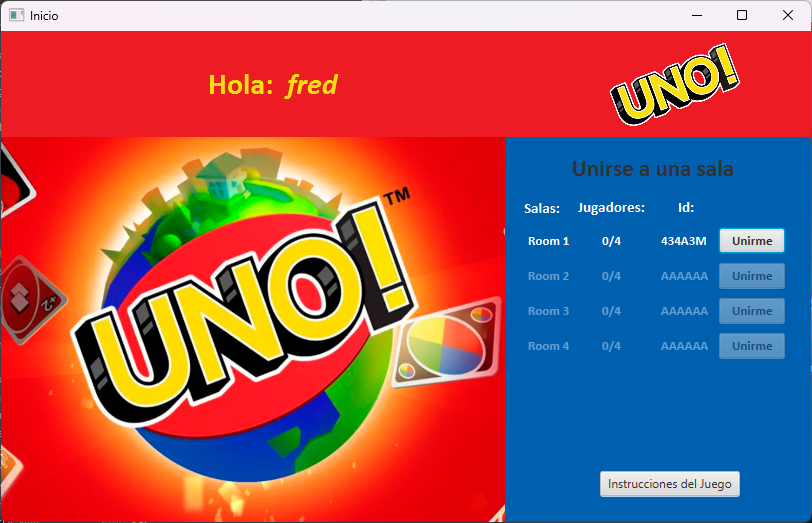 Inicio
Hola: fred
UNO!
UNO!™
Unirse a una sala
Salas: Jugadores: Id:
Room 1 0/4 434A3M Unirme
Room 2 0/4 AAAAAA Unirme
Room 3 0/4 AAAAAA Unirme
Room 4 0/4 AAAAAA Unirme
Instrucciones del Juego